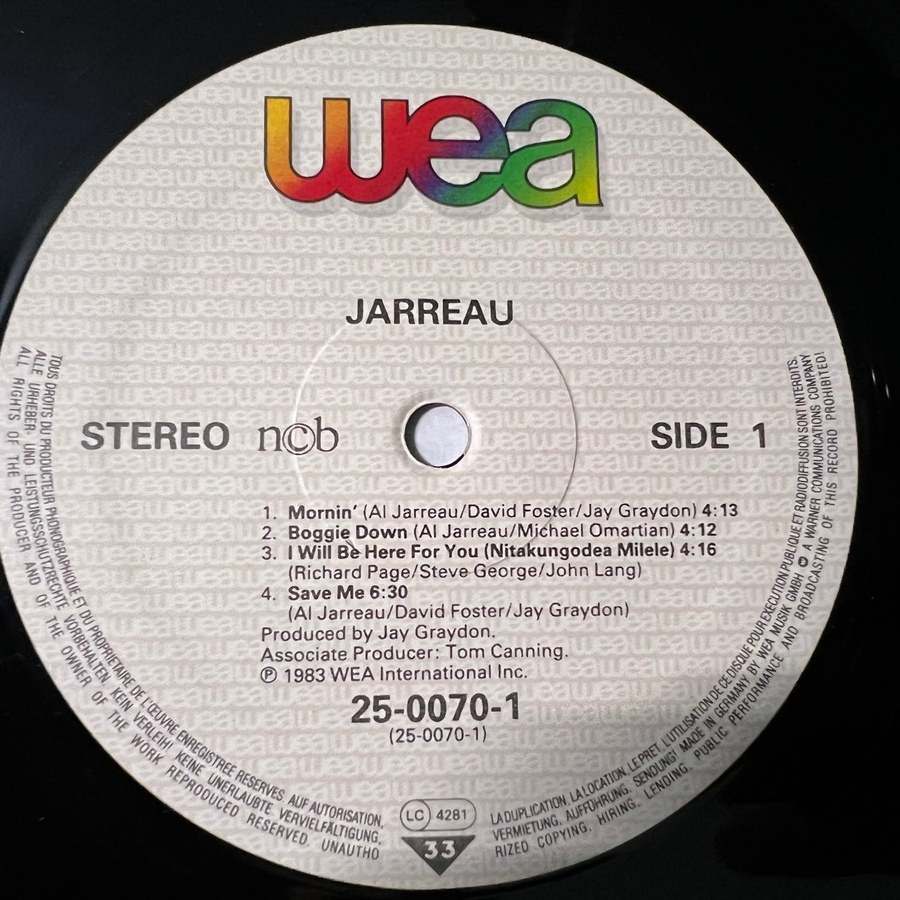 wea
JARREAU
STEREO n©b
SIDE 1
1. Mornin' (Al Jarreau/David Foster/Jay Graydon) 4:13
2. Boggie Down (Al Jarreau/Michael Omartian) 4:12
3. I Will Be Here For You (Nitakungodea Milele) 4:16
(Richard Page/Steve George/John Lang)
4. Save Me 6:30
(Al Jarreau/David Foster/Jay Graydon)
Produced by Jay Graydon.
Associate Producer: Tom Canning.
℗ 1983 WEA International Inc.
25-0070-1
(25-0070-1)
LC 4281
33
TOUS DROITS DU PRODUCTEUR PHONOGRAPHIQUE ET DU PROPRIETAIRE DE L'ŒUVRE ENREGISTREE RESERVES AUF AUTORISATION,
LA DUPLICATION, LA LOCATION, LE PRET, L'UTILISATION DE CE DISQUE POUR EXECUTION PUBLIQUE ET RADIODIFFUSION SONT INTERDITS.
ALLE URHEBER- UND LEISTUNGSSCHUTZRECHTE VORBEHALTEN, KEIN VERLEIH! KEINE UNERLAUBTE VERVIELFÄLTIGUNG,
VERMIETUNG, AUFFÜHRUNG, SENDUNG! MADE IN GERMANY BY WEA MUSIK GMBH A WARNER COMMUNICATIONS COMPANY
ALL RIGHTS OF THE PRODUCER AND OF THE OWNER OF THE WORK REPRODUCED RESERVED. UNAUTHO
RIZED COPYING, HIRING, LENDING, PUBLIC PERFORMANCE AND BROADCASTING OF THIS RECORD PROHIBITED!